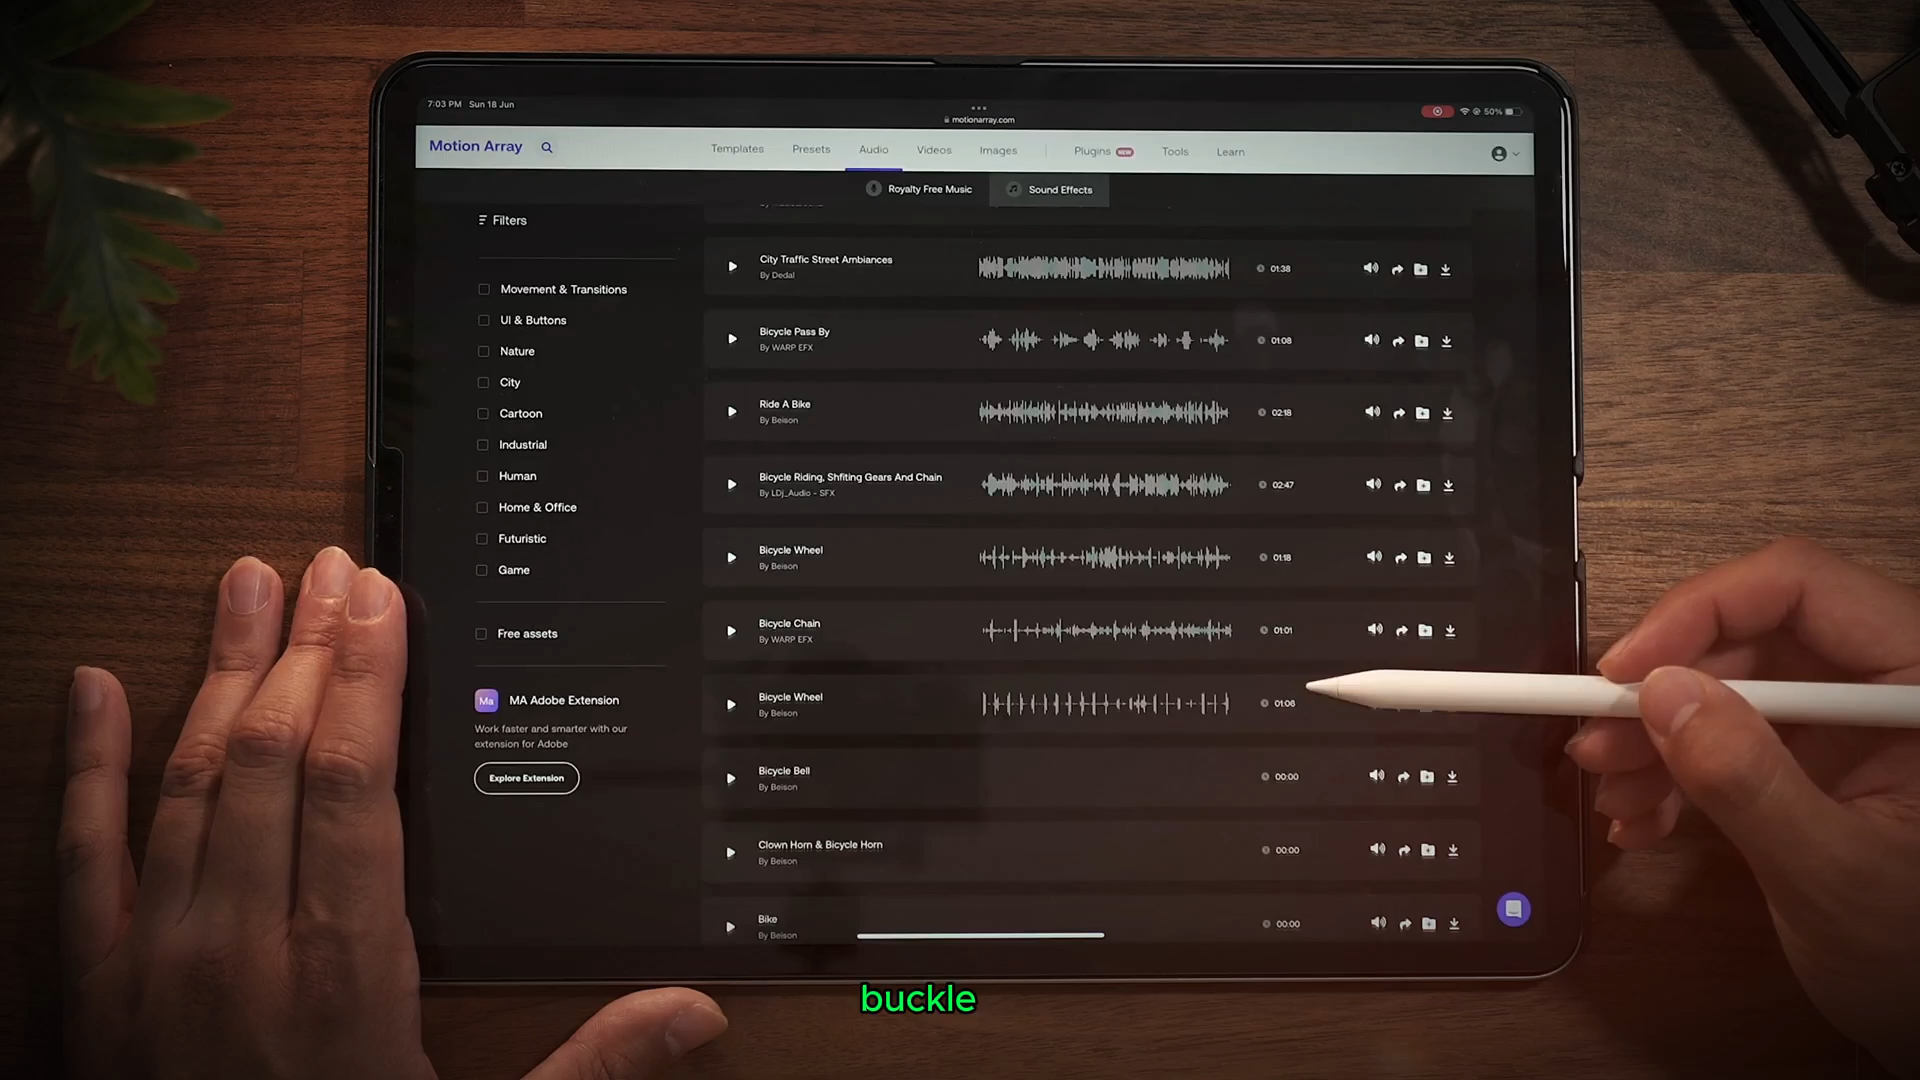 7:03 PM Sun 18 Jun
motionarray.com
50%
Motion Array
Templates
Presets
Audio
Videos
Images
Plugins NEW
Tools
Learn
Royalty Free Music
Sound Effects
Filters
Movement & Transitions
UI & Buttons
Nature
City
Cartoon
Industrial
Human
Home & Office
Futuristic
Game
Free assets
Ma MA Adobe Extension
Work faster and smarter with our
extension for Adobe
Explore Extension
City Traffic Street Ambiances
By Dedal
01:38
Bicycle Pass By
By WARP EFX
01:08
Ride A Bike
By Beison
02:18
Bicycle Riding, Shfiting Gears And Chain
By LDj_Audio - SFX
02:47
Bicycle Wheel
By Beison
01:18
Bicycle Chain
By WARP EFX
01:01
Bicycle Wheel
By Beison
01:08
Bicycle Bell
By Beison
00:00
Clown Horn & Bicycle Horn
By Beison
00:00
Bike
By Beison
00:00
buckle